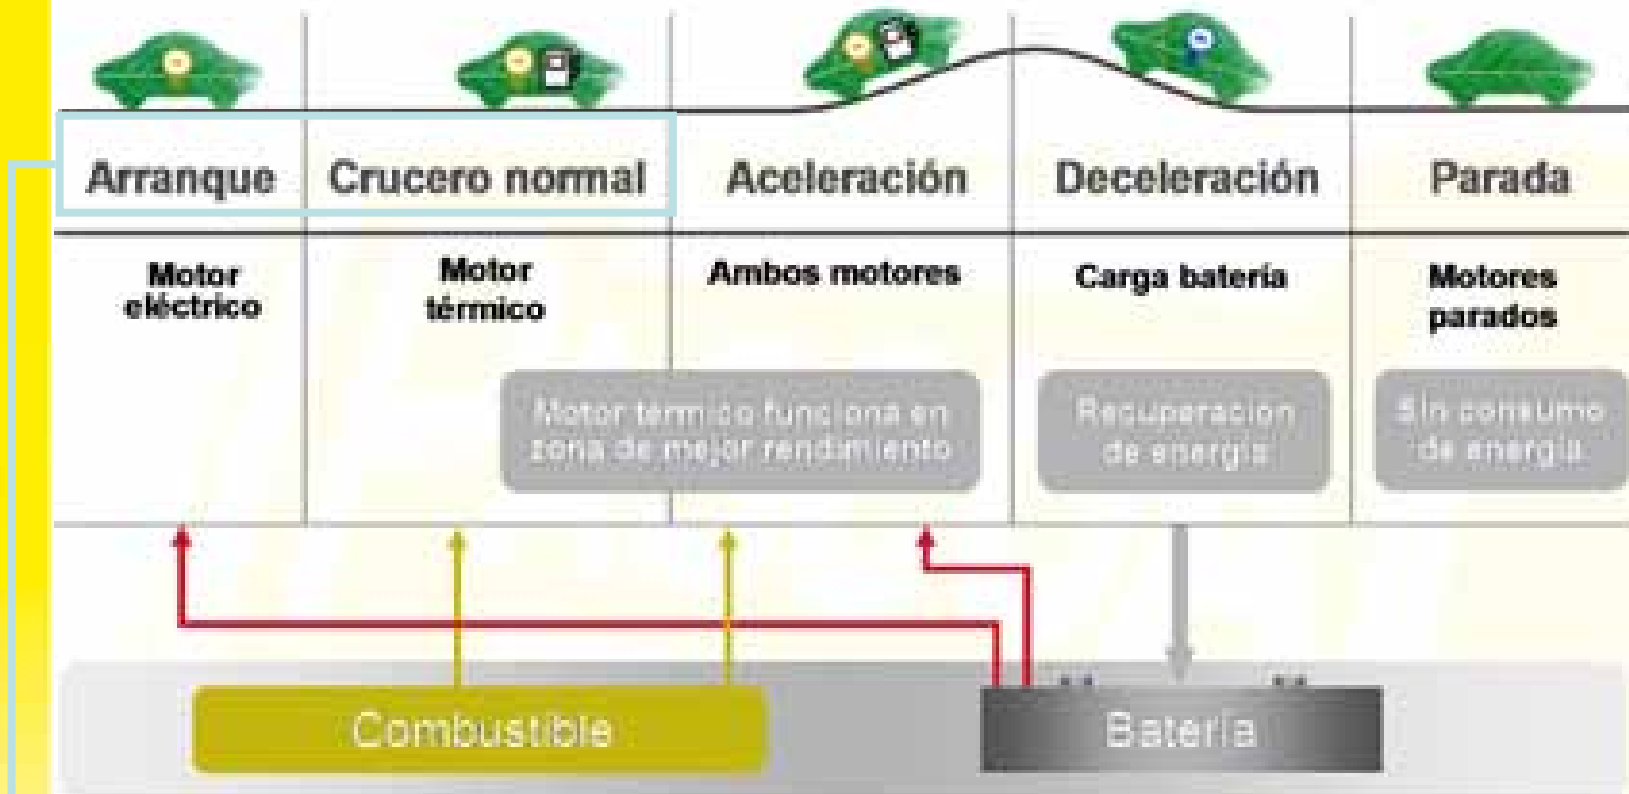 Arranque
Crucero normal
Aceleración
Deceleración
Parada
Motor
eléctrico
Motor
térmico
Ambos motores
Carga batería
Motores
parados
Motor térmico funciona en
zona de mejor rendimiento
Recuperación
de energía
Sin consumo
de energía
Combustible
Batería